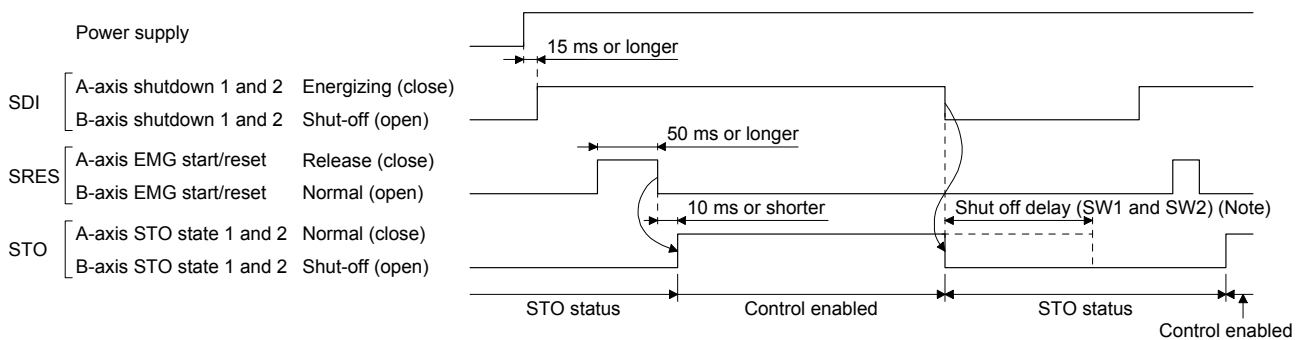 Power supply
15 ms or longer
SDI
A-axis shutdown 1 and 2 Energizing (close)
B-axis shutdown 1 and 2 Shut-off (open)
50 ms or longer
SRES
A-axis EMG start/reset Release (close)
B-axis EMG start/reset Normal (open)
10 ms or shorter
Shut off delay (SW1 and SW2) (Note)
STO
A-axis STO state 1 and 2 Normal (close)
B-axis STO state 1 and 2 Shut-off (open)
STO status
Control enabled
STO status
Control enabled